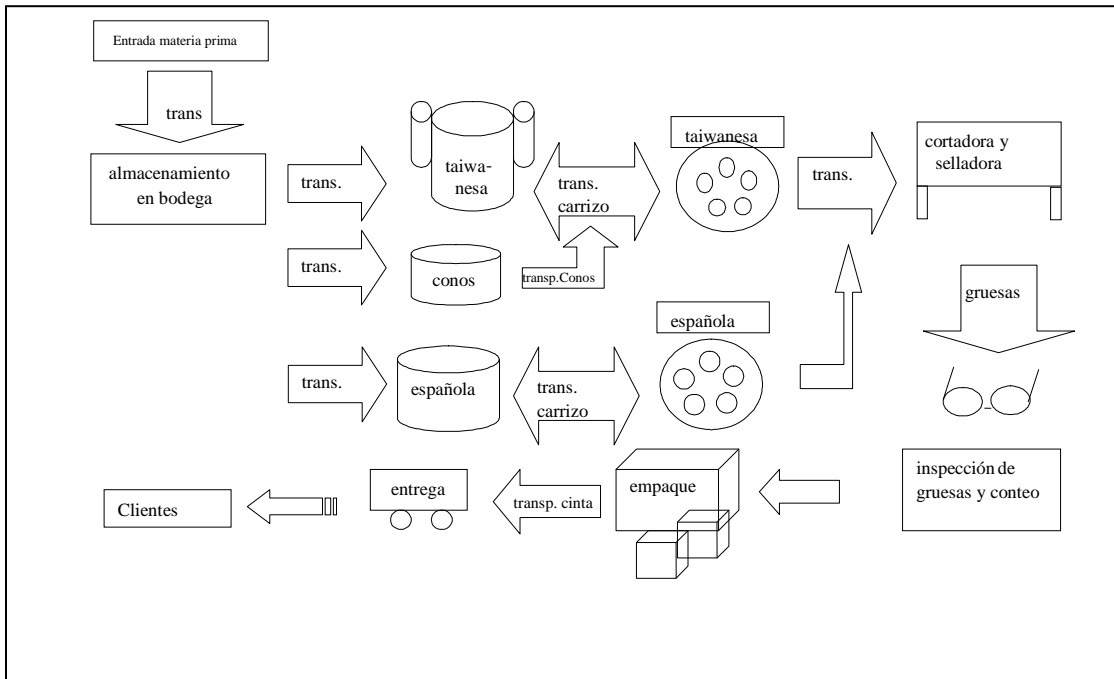 Entrada materia prima
trans
almacenamiento
en bodega
trans.
taiwa-
nesa
trans.
carrizo
taiwanesa
trans.
cortadora y
selladora
trans.
conos
transp.Conos
gruesas
trans.
española
trans.
carrizo
española
inspección de
gruesas y conteo
empaque
transp. cinta
entrega
Clientes